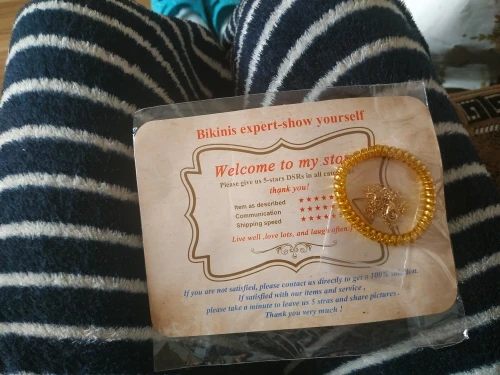 Bikinis expert-show yourself
Welcome to my sto
Please give us 5-stars DSRs in all cate
thank you!
Item as described
Communication
Shipping speed
Live well ,love lots, and laugh often.
If you are not satisfied, please contact us directly to get a 100% solution.
If satisfied with our items and service ,
please take a minute to leave us 5 stras and share pictures .
Thank you very much !